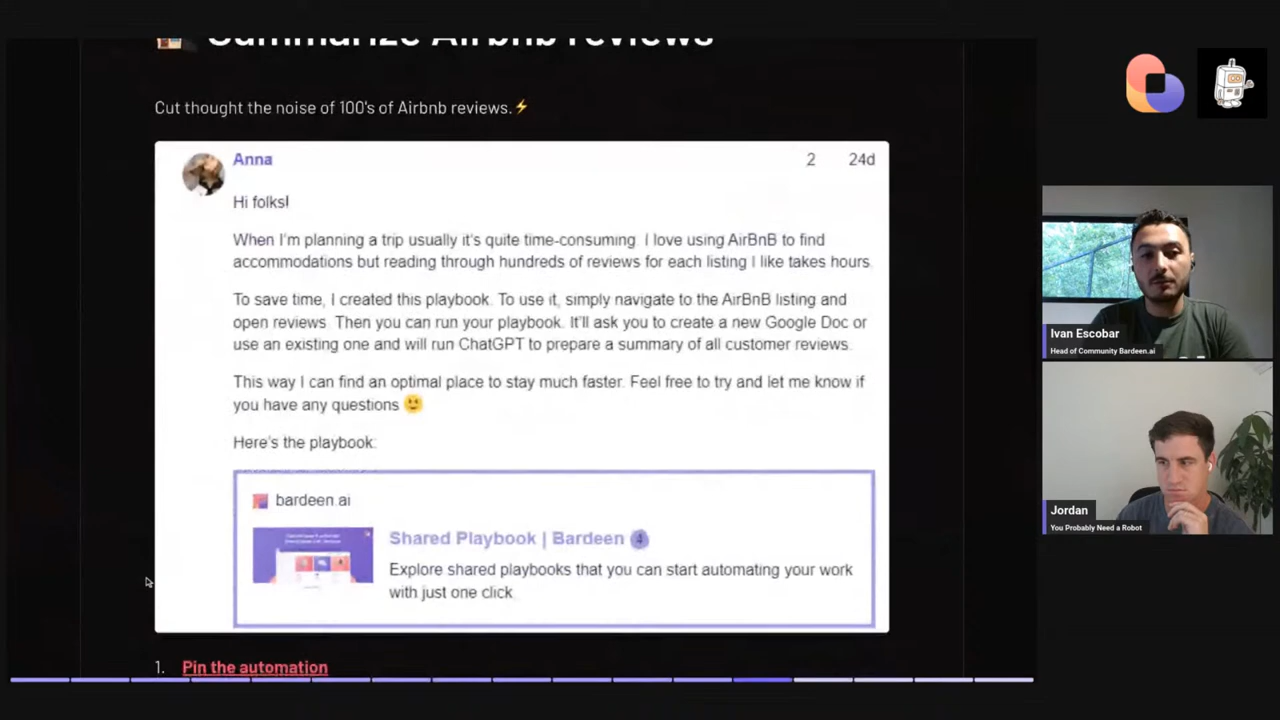 Summarize Airbnb reviews
Cut thought the noise of 100's of Airbnb reviews.⚡
Anna
2 24d
Hi folks!
When I'm planning a trip usually it's quite time-consuming. I love using AirBnB to find
accommodations but reading through hundreds of reviews for each listing I like takes hours.
To save time, I created this playbook. To use it, simply navigate to the AirBnB listing and
open reviews. Then you can run your playbook. It'll ask you to create a new Google Doc or
use an existing one and will run ChatGPT to prepare a summary of all customer reviews.
This way I can find an optimal place to stay much faster. Feel free to try and let me know if
you have any questions 🙂
Here's the playbook:
bardeen.ai
Shared Playbook | Bardeen 4
Explore shared playbooks that you can start automating your work
with just one click
1. Pin the automation
Ivan Escobar
Head of Community Bardeen.ai
Jordan
You Probably Need a Robot